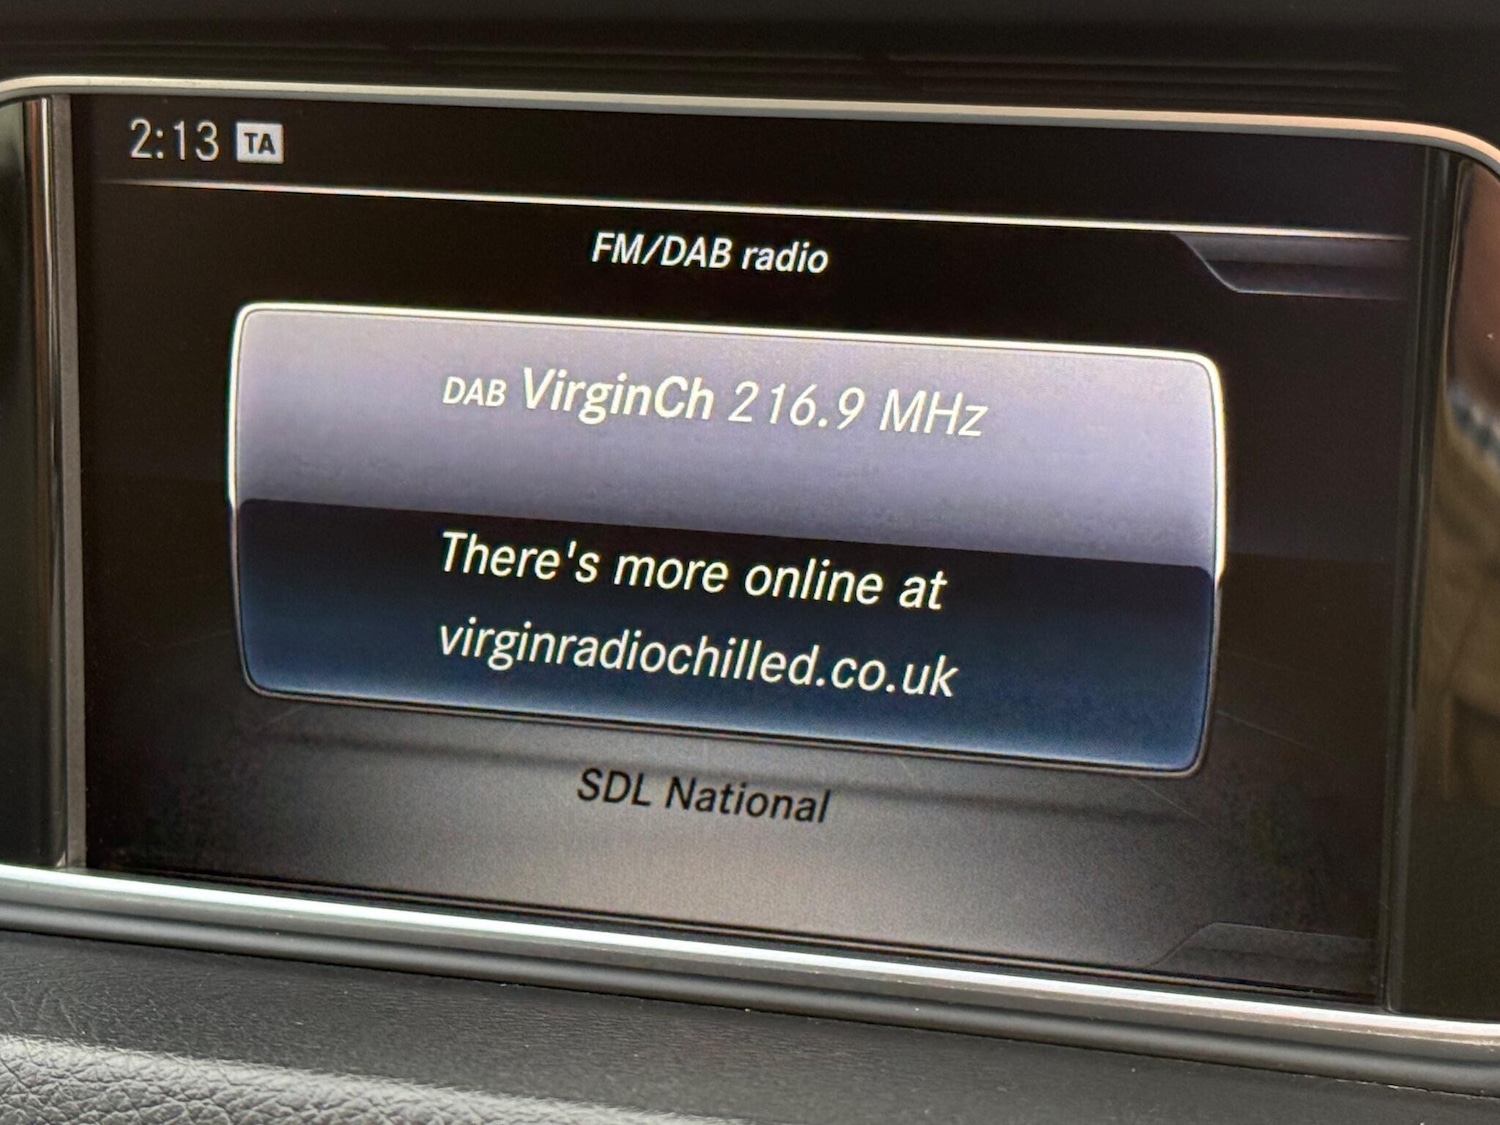 2:13 TA
FM/DAB radio
DAB VirginCh 216.9 MHz
There's more online at
virginradiochilled.co.uk
SDL National